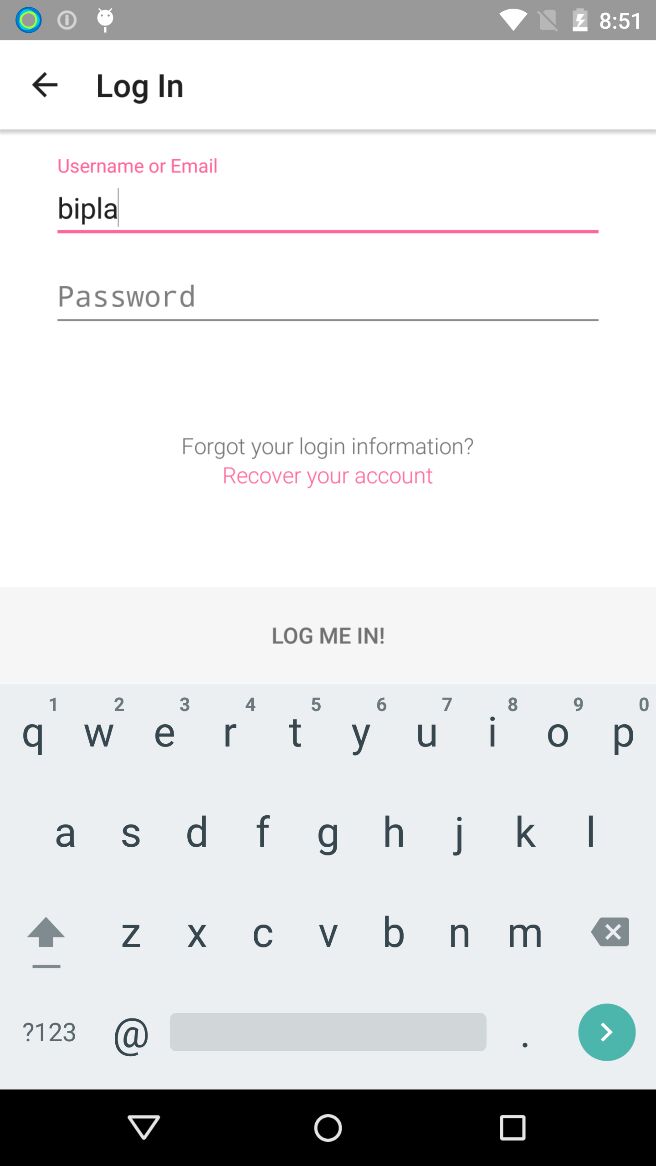 8:51
Log In
Username or Email
bipla
Password
Forgot your login information?
Recover your account
LOG ME IN!
1 2 3 4 5 6 7 8 9 0
q w e r t y u i o p
a s d f g h j k l
z x c v b n m
?123 @ .